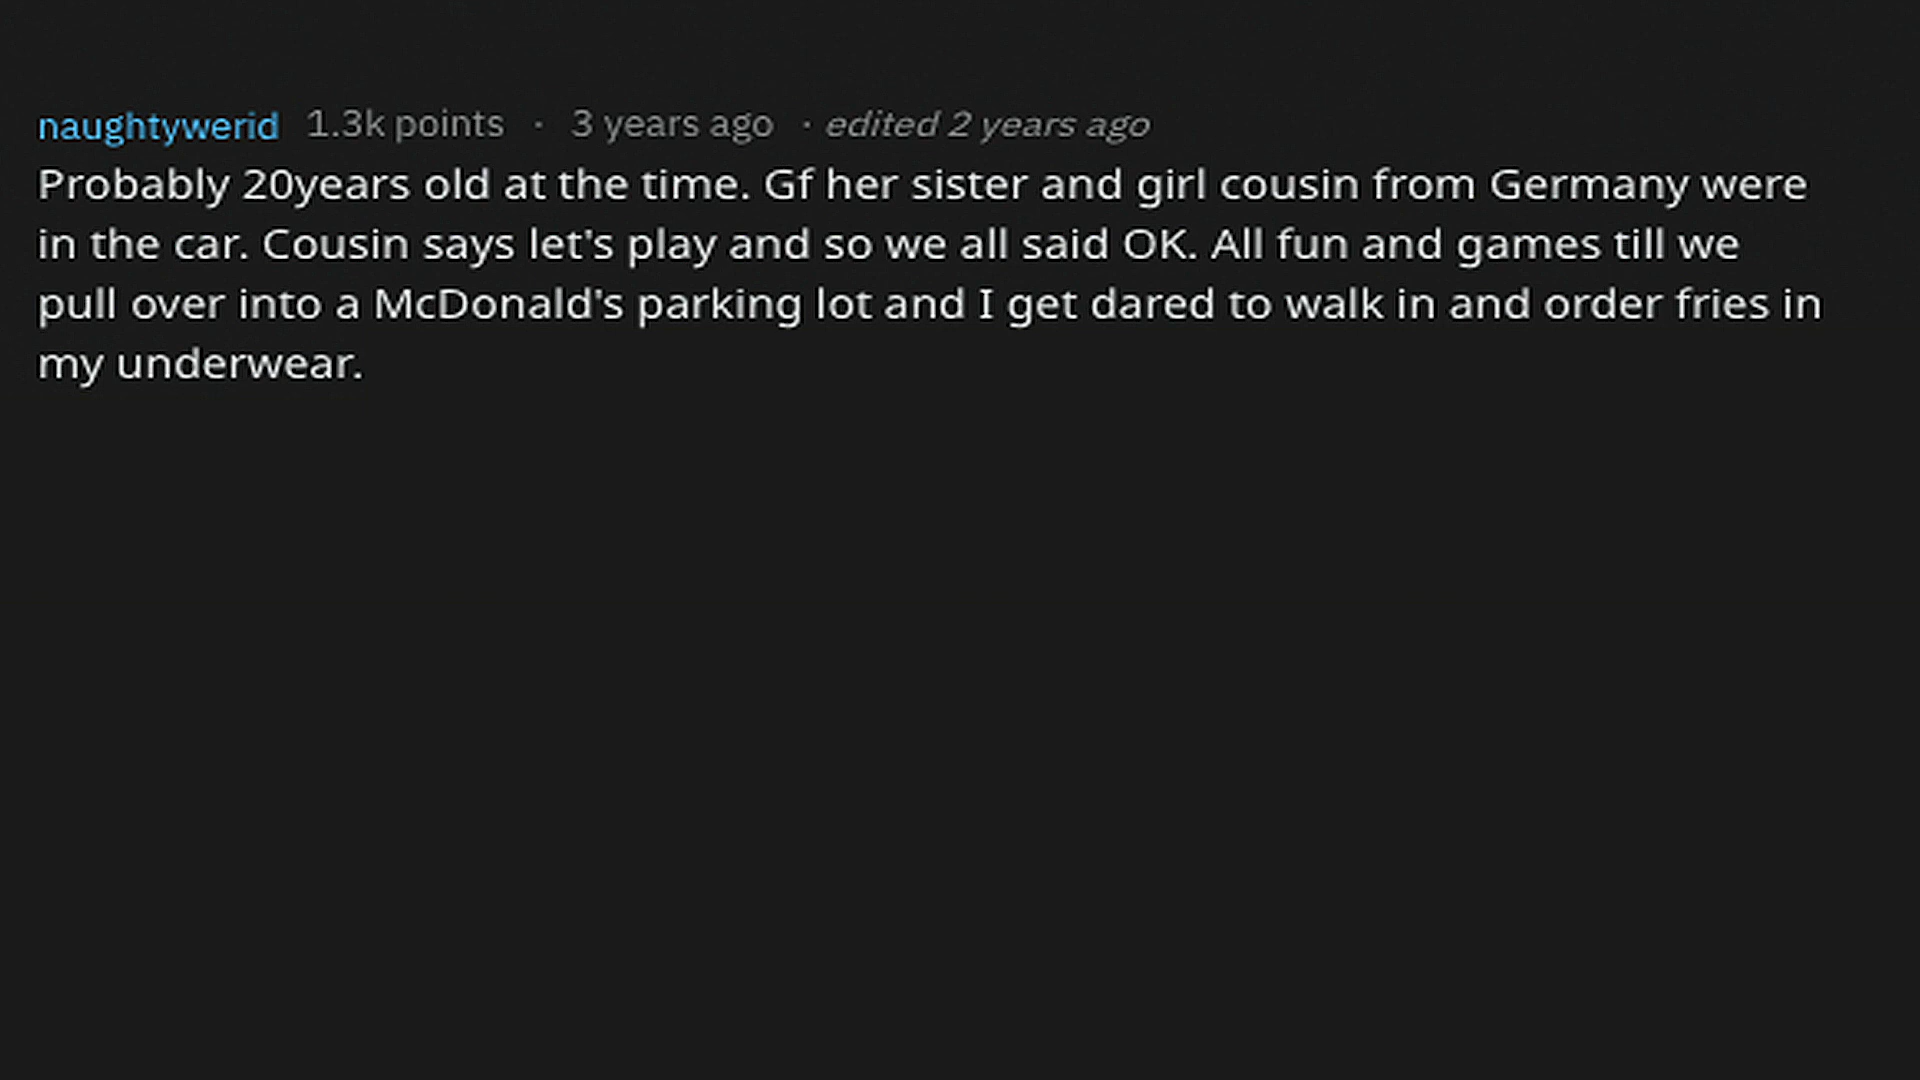 naughtywerid 1.3k points · 3 years ago · edited 2 years ago
Probably 20years old at the time. Gf her sister and girl cousin from Germany were
in the car. Cousin says let's play and so we all said OK. All fun and games till we
pull over into a McDonald's parking lot and I get dared to walk in and order fries in
my underwear.